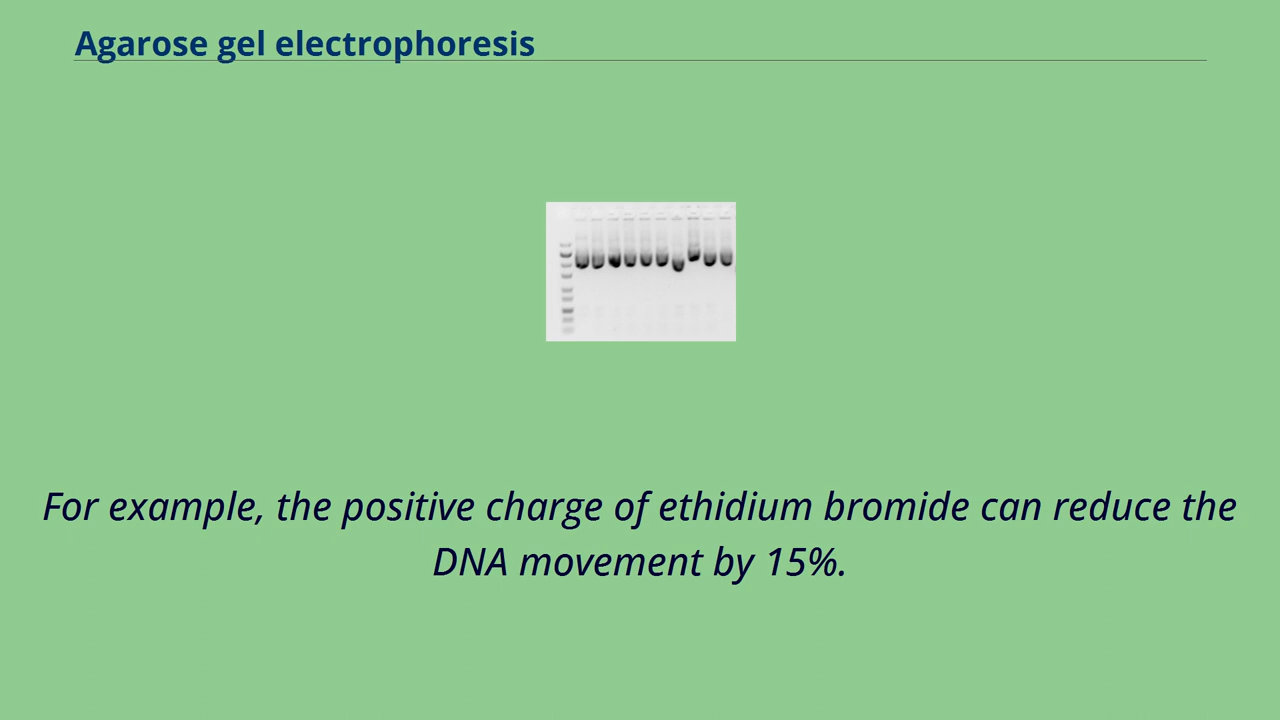 Agarose gel electrophoresis
For example, the positive charge of ethidium bromide can reduce the
DNA movement by 15%.